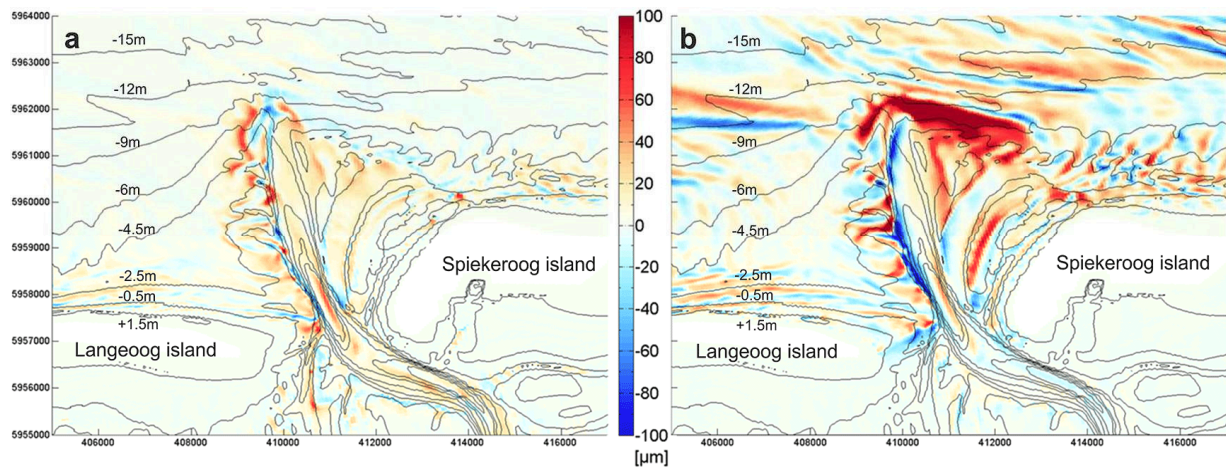 a
5964000
5963000
5962000
5961000
5960000
5959000
5958000
5957000
5956000
5955000
-15m
-12m
-9m
-6m
-4.5m
-2.5m
-0.5m
+1.5m
Langeoog island
Spiekeroog island
406000 408000 410000 412000 414000 416000
100
80
60
40
20
0
-20
-40
-60
-80
-100
[µm]
b
-15m
-12m
-9m
-6m
-4.5m
-2.5m
-0.5m
+1.5m
Langeoog island
Spiekeroog island
406000 408000 410000 412000 414000 416000